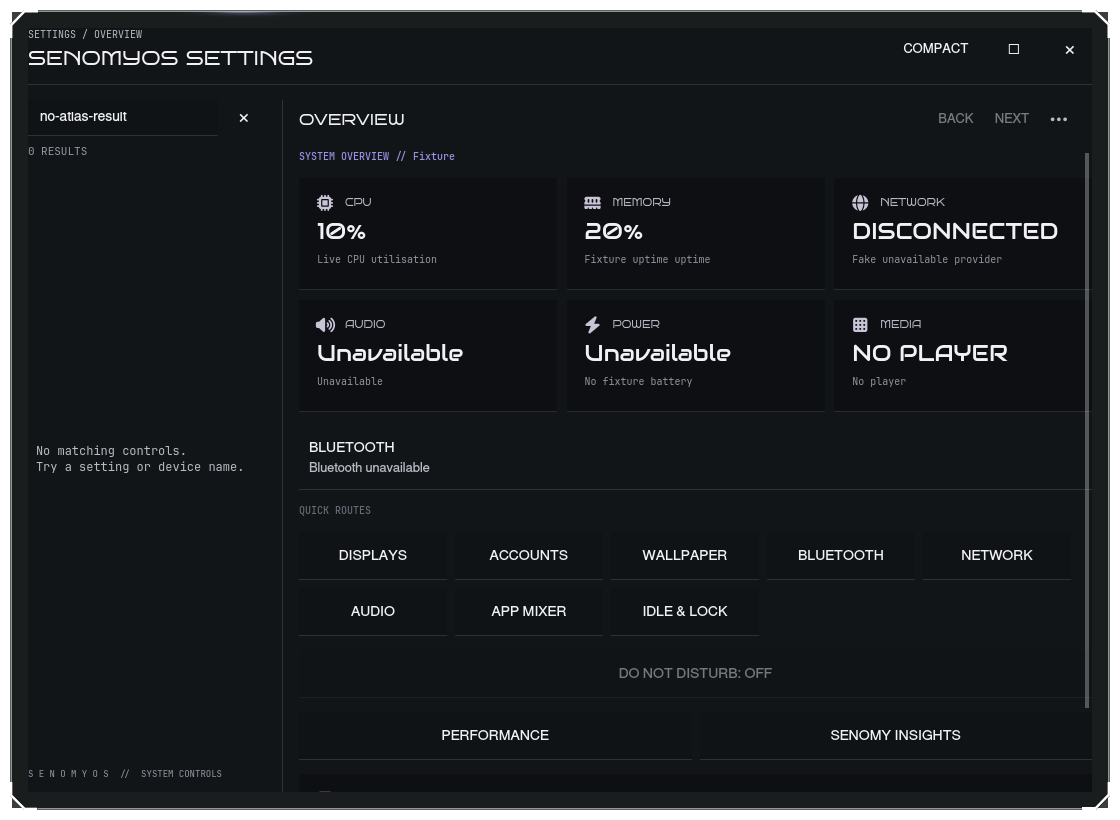 SETTINGS / OVERVIEW
SENOMYOS SETTINGS
COMPACT
no-atlas-result
0 RESULTS
No matching controls.
Try a setting or device name.
SENOMYOS // SYSTEM CONTROLS
OVERVIEW
BACK NEXT
SYSTEM OVERVIEW // Fixture
CPU
10%
Live CPU utilisation
MEMORY
20%
Fixture uptime uptime
NETWORK
DISCONNECTED
Fake unavailable provider
AUDIO
Unavailable
Unavailable
POWER
Unavailable
No fixture battery
MEDIA
NO PLAYER
No player
BLUETOOTH
Bluetooth unavailable
QUICK ROUTES
DISPLAYS ACCOUNTS WALLPAPER BLUETOOTH NETWORK
AUDIO APP MIXER IDLE & LOCK
DO NOT DISTURB: OFF
PERFORMANCE SENOMY INSIGHTS